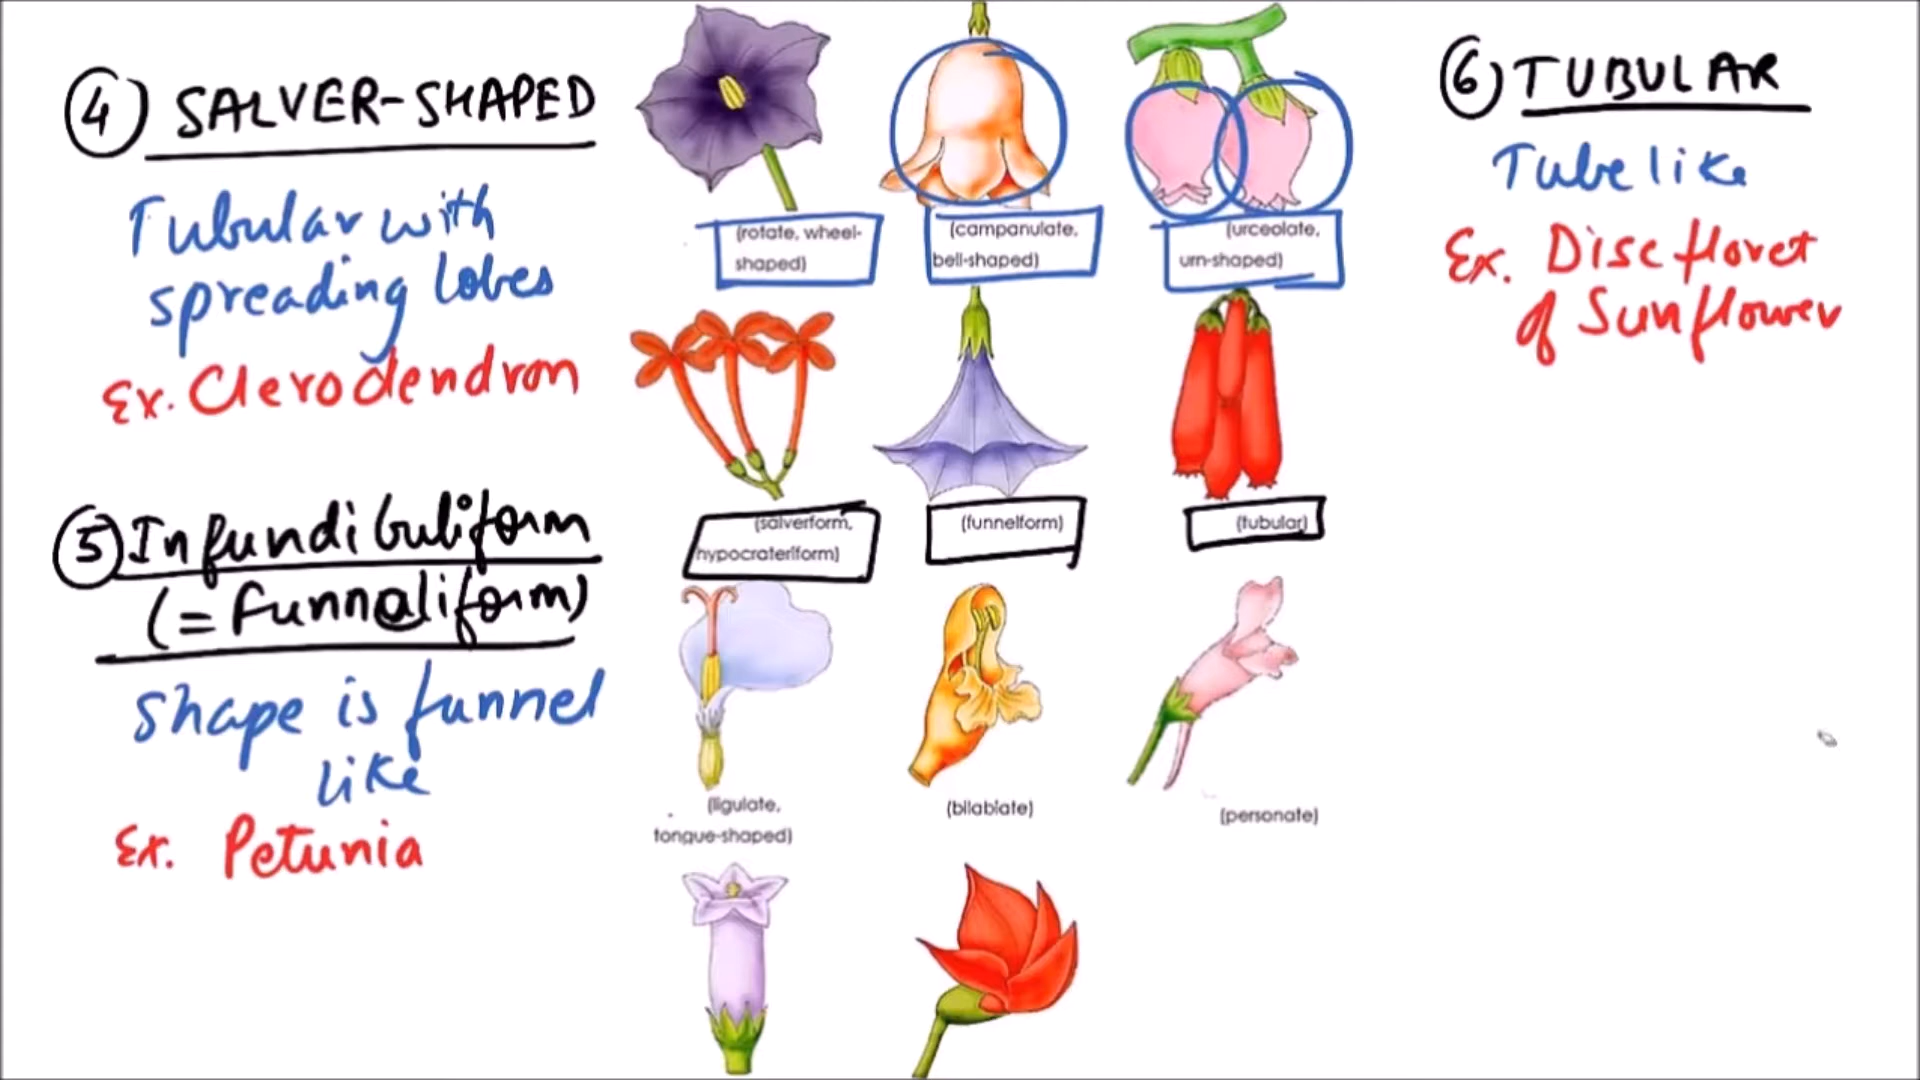 4 SALVER-SHAPED
Tubular with
spreading lobes
Ex. Clerodendron
5 Infundibuliform
(= Funnaliform)
Shape is funnel
like
Ex. Petunia
(rotate, wheel-
shaped)
(campanulate,
bell-shaped)
(urceolate,
urn-shaped)
(salverform,
hypocrateriform)
(funnelform)
(tubular)
(ligulate,
tongue-shaped)
(bilabiate)
(personate)
6 TUBULAR
Tube like
Ex. Disc floret
of Sunflower